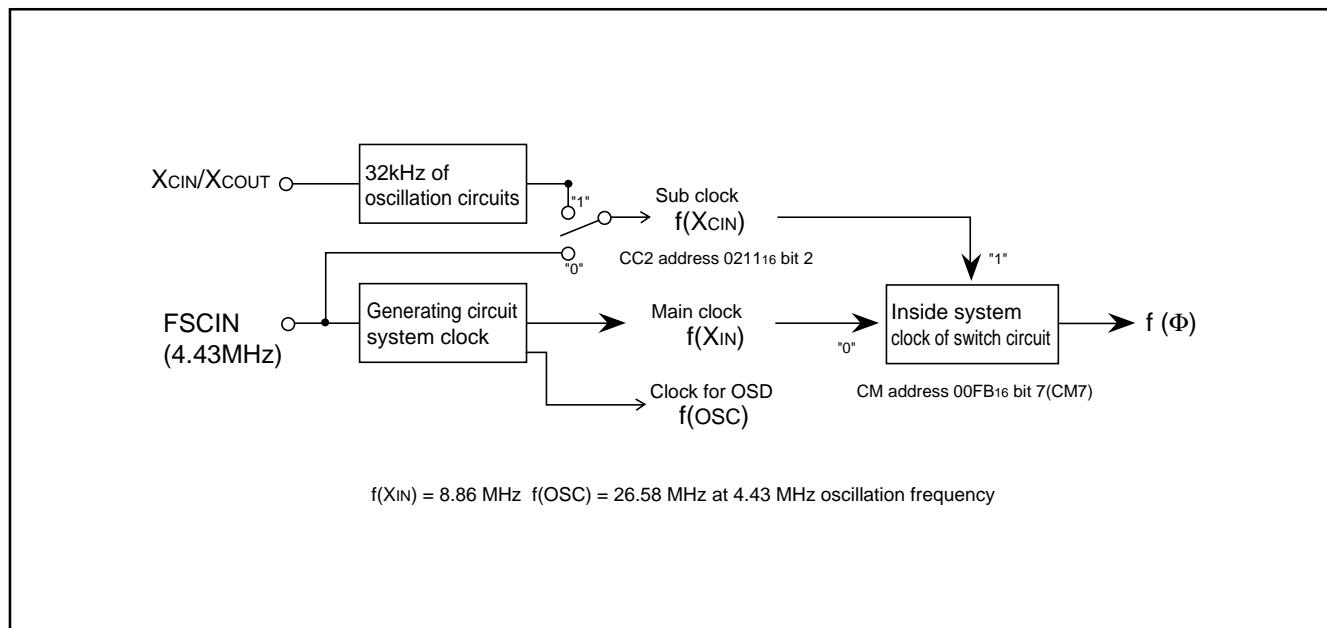 XCIN/XCOUT
32kHz of
oscillation circuits
"1"
"0"
Sub clock
f(XCIN)
CC2 address 021116 bit 2
"1"
FSCIN
(4.43MHz)
Generating circuit
system clock
Main clock
f(XIN)
"0"
Inside system
clock of switch circuit
f (Φ)
CM address 00FB16 bit 7(CM7)
Clock for OSD
f(OSC)
f(XIN) = 8.86 MHz f(OSC) = 26.58 MHz at 4.43 MHz oscillation frequency